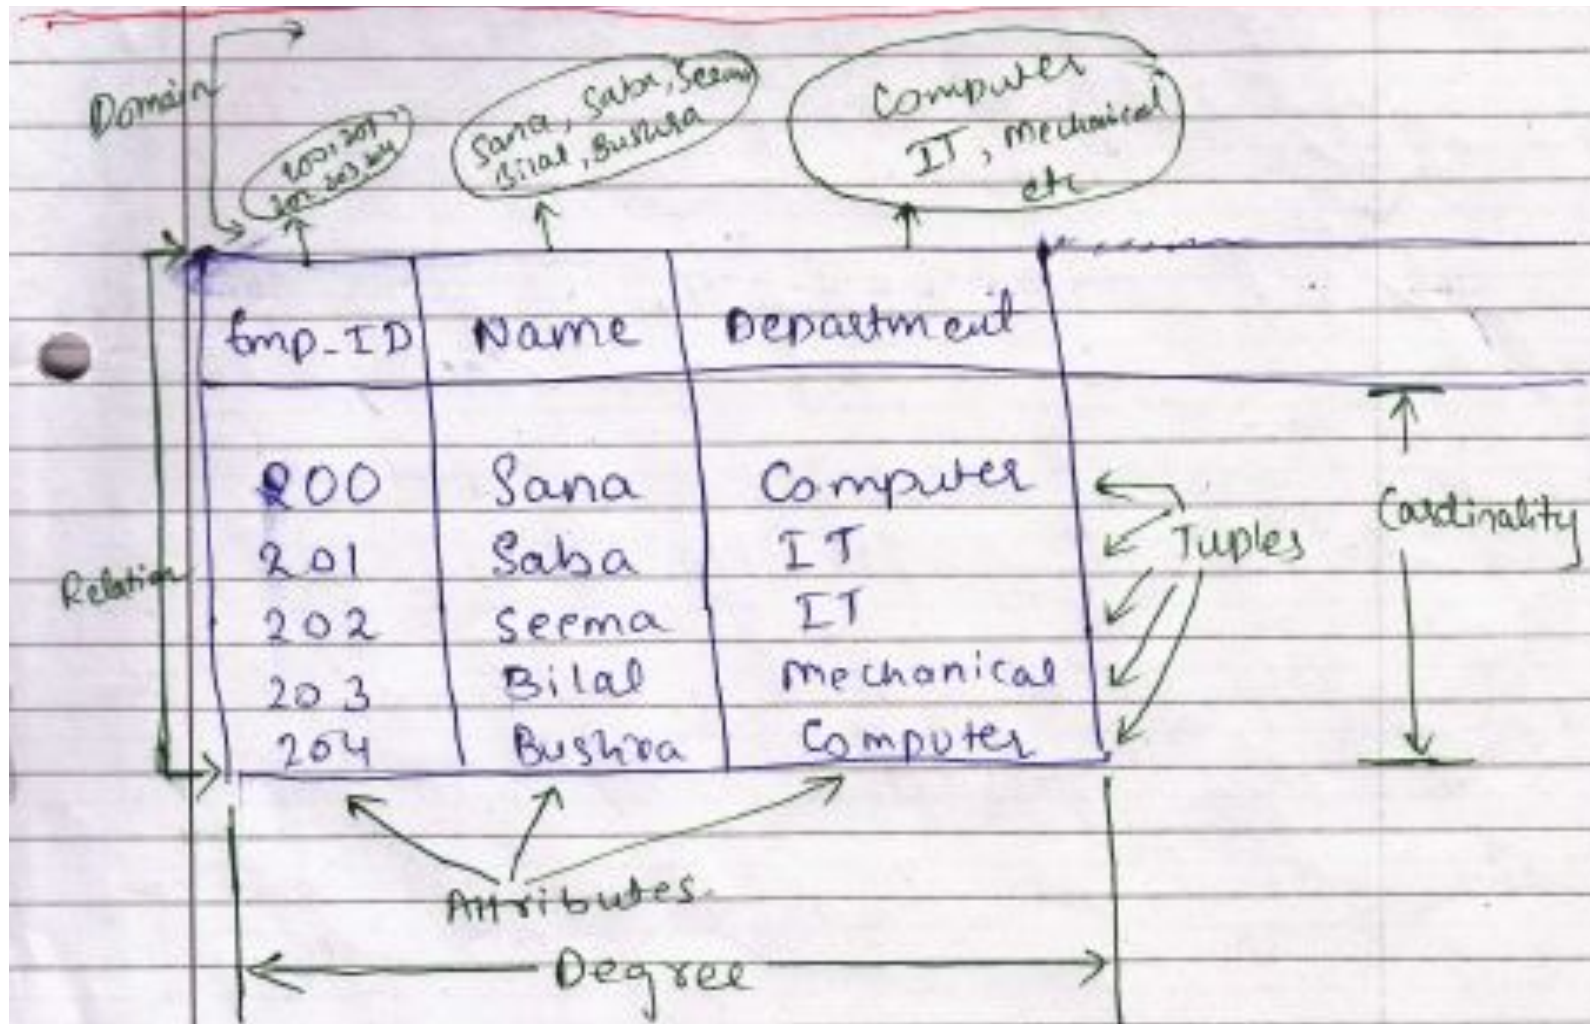 Domain
200, 201
202, 203, 204
Sana, Saba, Seema
Bilal, Bushra
Computer
IT, Mechanical
etc
Emp_ID Name Department
200 Sana Computer
201 Saba IT
202 Seema IT
203 Bilal Mechanical
204 Bushra Computer
Relation
Tuples
Cardinality
Attributes
Degree